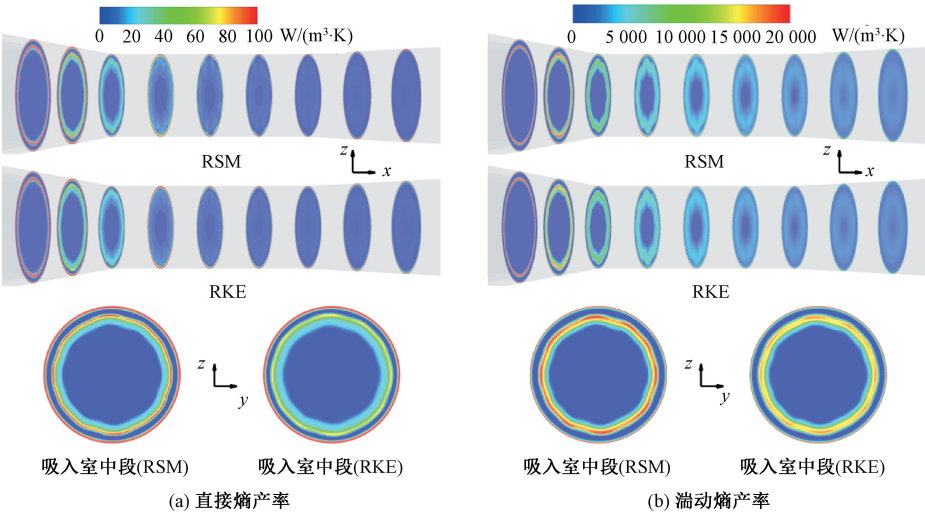 0 20 40 60 80 100 W/(m³·K)
RSM
z
x
RKE
z
y
吸入室中段(RSM)
吸入室中段(RKE)
(a) 直接熵产率
0 5 000 10 000 15 000 20 000 W/(m³·K)
RSM
z
x
RKE
z
y
吸入室中段(RSM)
吸入室中段(RKE)
(b) 湍动熵产率